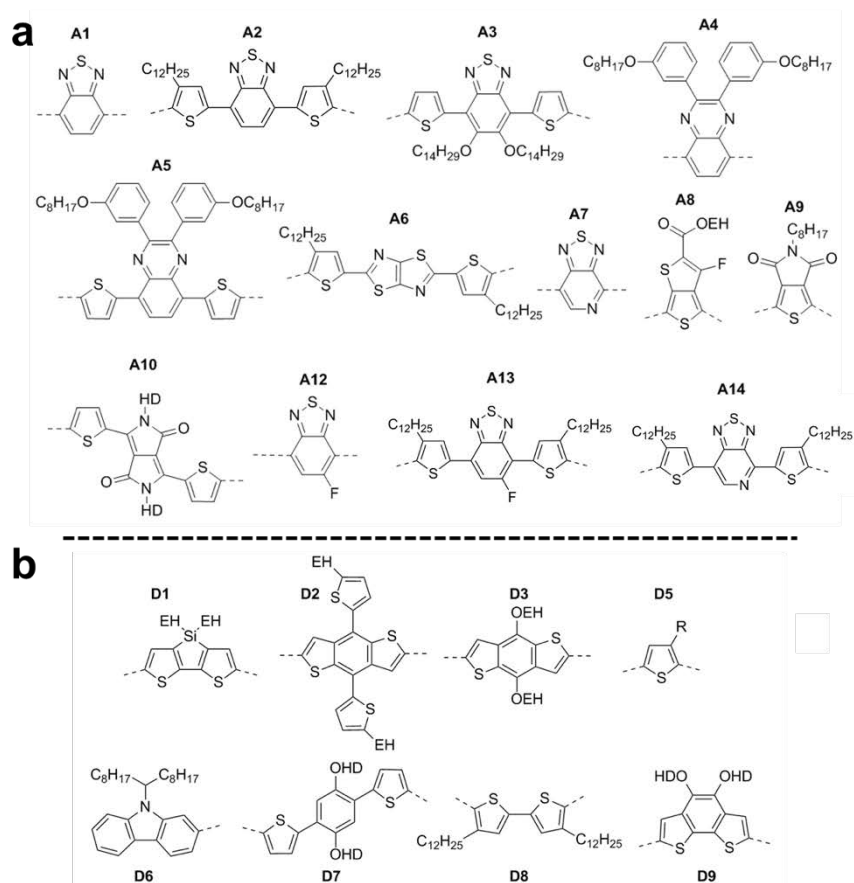 a
A1
N S N
A2
C12H25 N S N C12H25
S S
A3
N S N
S S
O O
C14H29 C14H29
A4
C8H17O OC8H17
N N
A5
C8H17O OC8H17
N N
S S
A6
C12H25 N S
S S N S
C12H25
A7
N S N
N
A8
O OEH
S F
S
A9
C8H17
O N O
S
A10
HD
S N O
O N S
HD
A12
N S N
F
A13
C12H25 N S N C12H25
S S
F
A14
C12H25 N S N C12H25
S N S
b
D1
EH EH
Si
S S
D2
EH
S
S
S
S
EH
D3
OEH
S
S
OEH
D5
R
S
C8H17 C8H17
N
D6
OHD
S
S
OHD
D7
S S
C12H25 C12H25
D8
HDO OHD
S S
D9